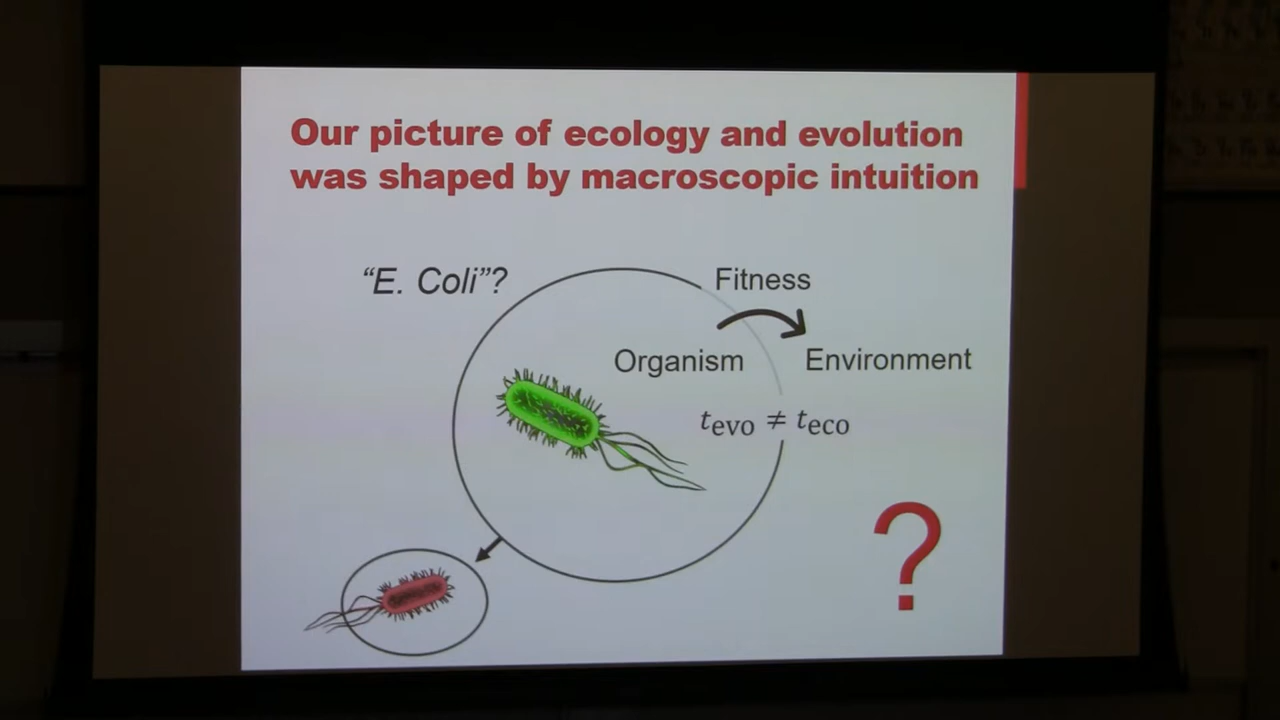 Our picture of ecology and evolution
was shaped by macroscopic intuition
“E. Coli”?
Fitness
Organism
Environment
tevo ≠ teco
?